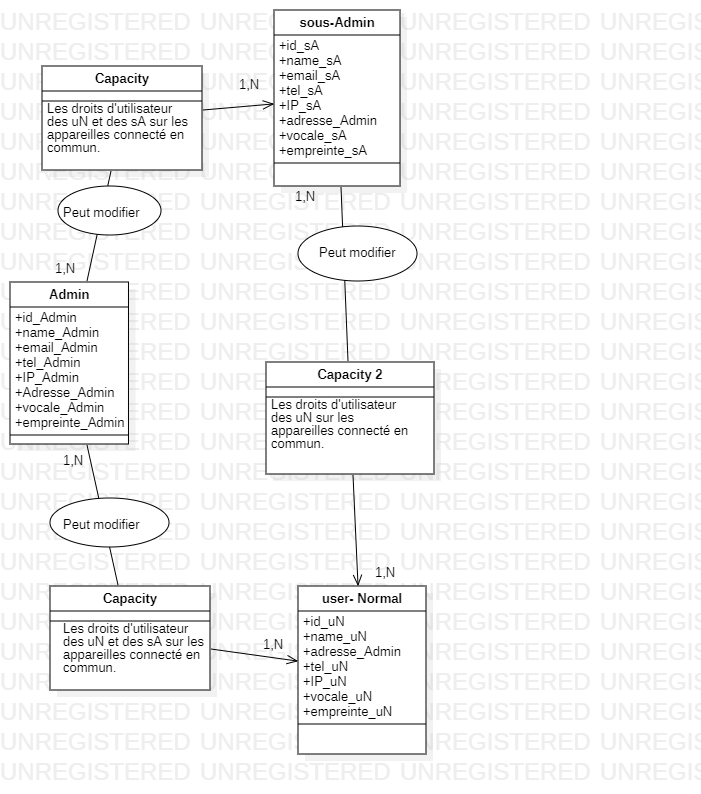 sous-Admin
+id_sA
+name_sA
+email_sA
+tel_sA
+IP_sA
+adresse_Admin
+vocale_sA
+empreinte_sA
Capacity
Les droits d'utilisateur
des uN et des sA sur les
appareilles connecté en
commun.
1,N
Peut modifier
1,N
1,N
Peut modifier
Admin
+id_Admin
+name_Admin
+email_Admin
+tel_Admin
+IP_Admin
+Adresse_Admin
+vocale_Admin
+empreinte_Admin
Capacity 2
Les droits d'utilisateur
des uN sur les
appareilles connecté en
commun.
1,N
Peut modifier
1,N
Capacity
Les droits d'utilisateur
des uN et des sA sur les
appareilles connecté en
commun.
1,N
user- Normal
+id_uN
+name_uN
+adresse_Admin
+tel_uN
+IP_uN
+vocale_uN
+empreinte_uN
UNREGISTERED